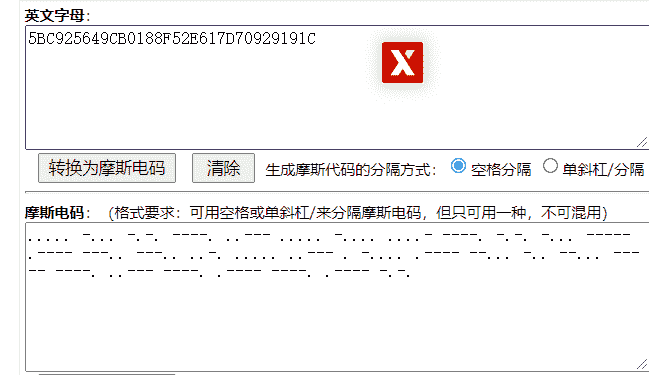 英文字母:
5BC925649CB0188F52E617D70929191C
X
转换为摩斯电码 清除 生成摩斯代码的分隔方式: 空格分隔 单斜杠/分隔
摩斯电码: (格式要求: 可用空格或单斜杠/来分隔摩斯电码, 但只可用一种, 不可混用)
..... -... -.-. ----. ..--- ..... -.... ....- ----. -.-. -... -----
.---- ---.. ---.. ..-. ..... ..--- . -.... .---- --... -.. --... ---
-- ----. ..--- ----. .---- ----. .---- -.-.